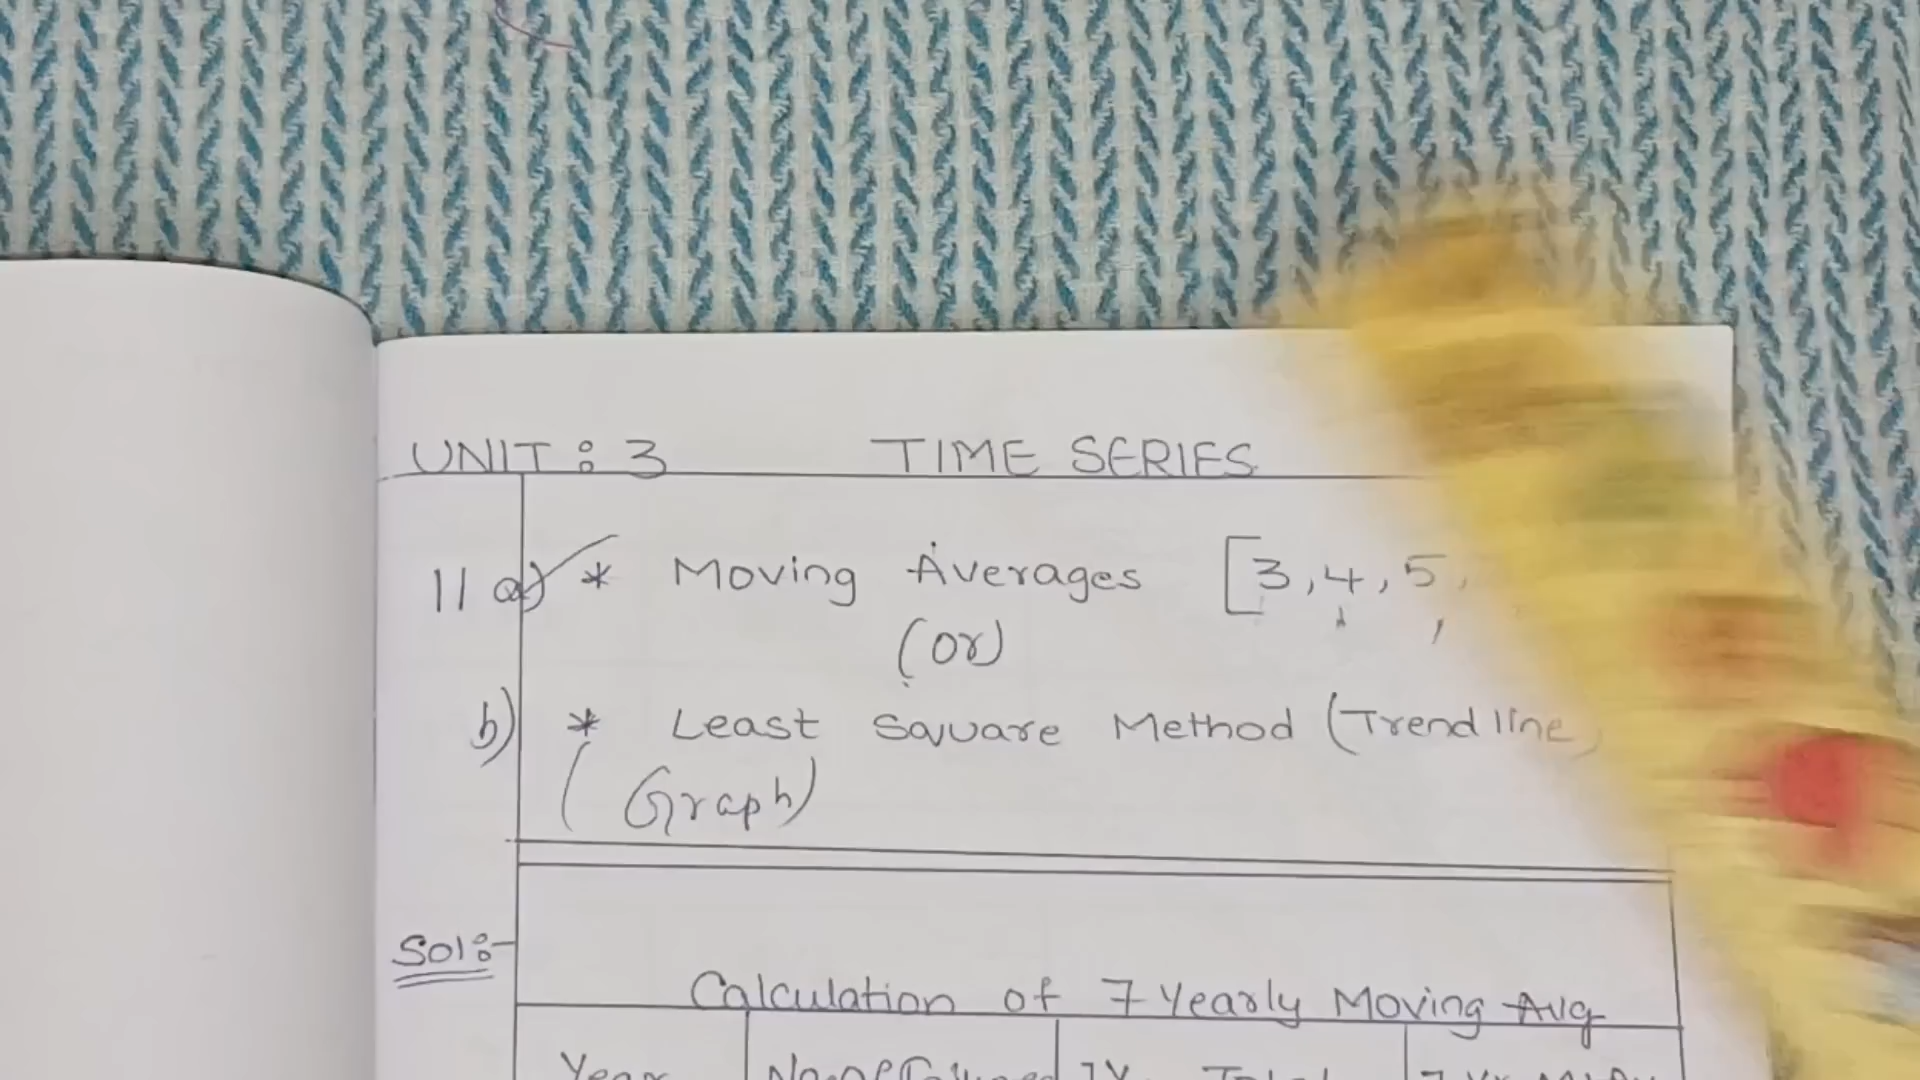 UNIT : 3 TIME SERIES
11 a) * Moving Averages [3, 4, 5,
(or)
b) * Least Square Method (Trend line)
(Graph)
Sol :-
Calculation of 7 Yearly Moving Avg
Year